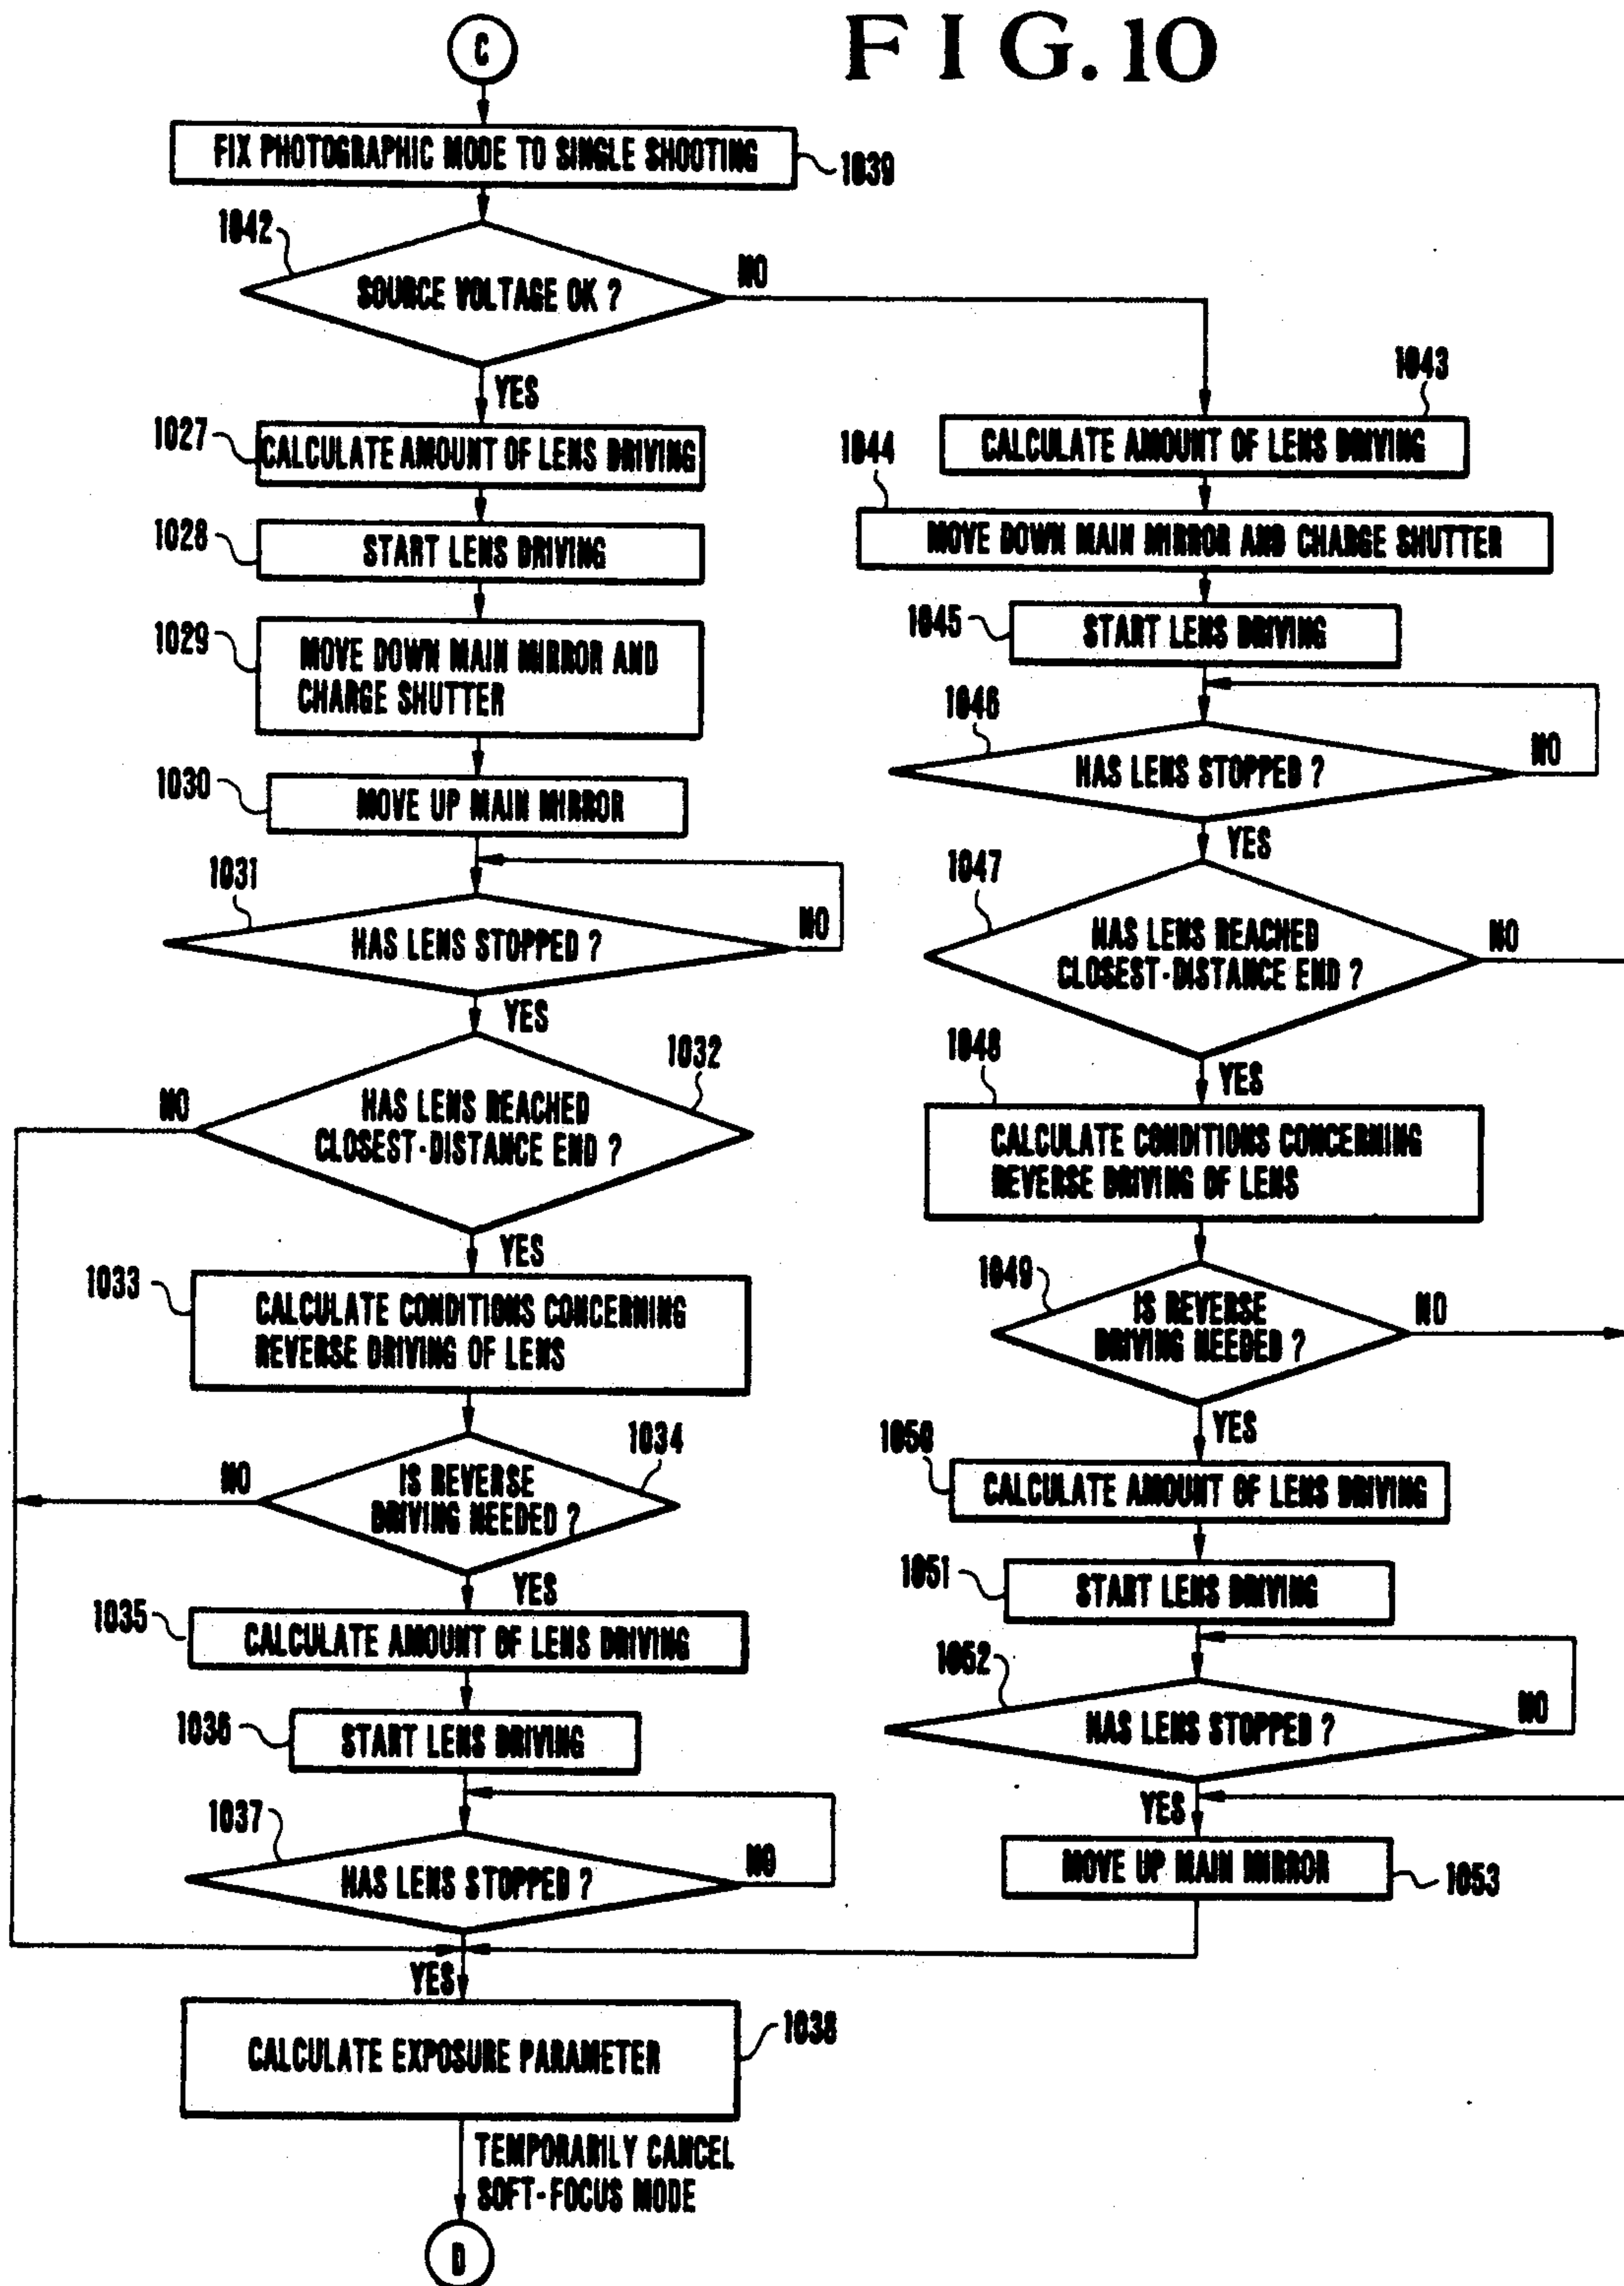 FIG. 10
C
FIX PHOTOGRAPHIC MODE TO SINGLE SHOOTING
1039
1042
SOURCE VOLTAGE OK ?
NO
YES
1027
CALCULATE AMOUNT OF LENS DRIVING
1028
START LENS DRIVING
1029
MOVE DOWN MAIN MIRROR AND
CHARGE SHUTTER
1030
MOVE UP MAIN MIRROR
1031
HAS LENS STOPPED ?
NO
YES
1032
HAS LENS REACHED
CLOSEST-DISTANCE END ?
NO
YES
1033
CALCULATE CONDITIONS CONCERNING
REVERSE DRIVING OF LENS
1034
IS REVERSE
DRIVING NEEDED ?
NO
YES
1035
CALCULATE AMOUNT OF LENS DRIVING
1036
START LENS DRIVING
1037
HAS LENS STOPPED ?
NO
YES
1043
CALCULATE AMOUNT OF LENS DRIVING
1044
MOVE DOWN MAIN MIRROR AND CHARGE SHUTTER
1045
START LENS DRIVING
1046
HAS LENS STOPPED ?
NO
YES
1047
HAS LENS REACHED
CLOSEST-DISTANCE END ?
NO
YES
1048
CALCULATE CONDITIONS CONCERNING
REVERSE DRIVING OF LENS
1049
IS REVERSE
DRIVING NEEDED ?
NO
YES
1050
CALCULATE AMOUNT OF LENS DRIVING
1051
START LENS DRIVING
1052
HAS LENS STOPPED ?
NO
YES
MOVE UP MAIN MIRROR
1053
CALCULATE EXPOSURE PARAMETER
1038
TEMPORARILY CANCEL
SOFT-FOCUS MODE
D